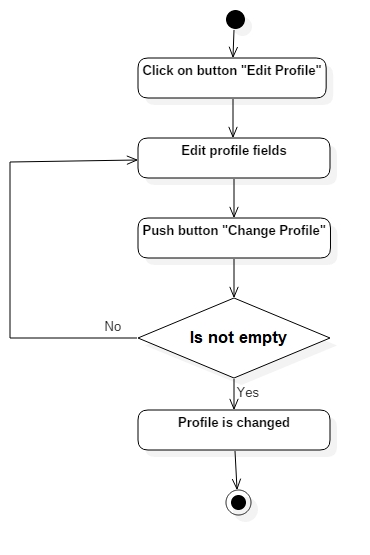 Click on button "Edit Profile"
Edit profile fields
Push button "Change Profile"
Is not empty
No
Yes
Profile is changed